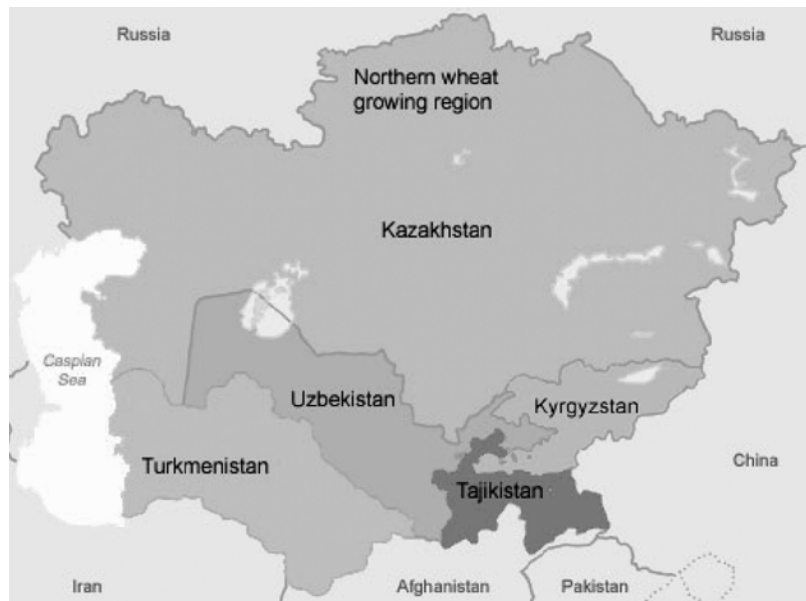 Russia
Russia
Northern wheat
growing region
Kazakhstan
Caspian
Sea
Uzbekistan
Kyrgyzstan
Turkmenistan
China
Tajikistan
Iran
Afghanistan
Pakistan